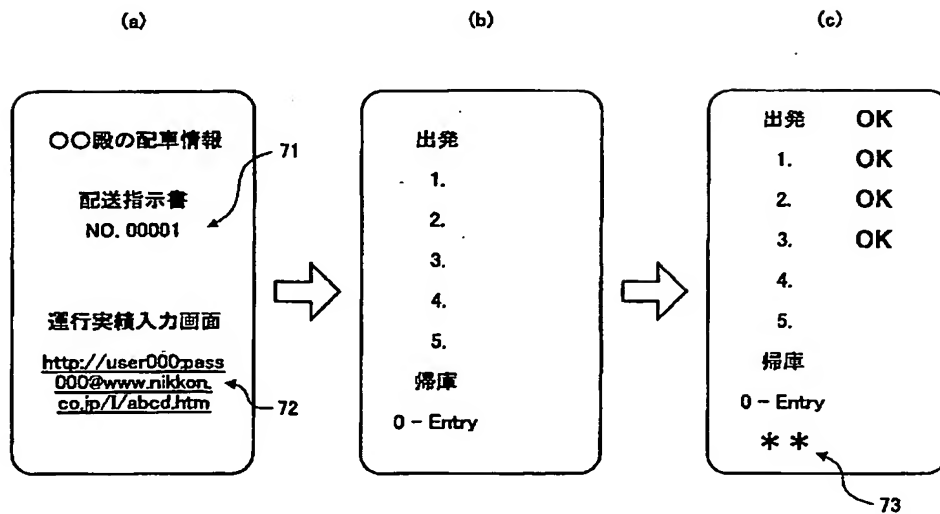 (a)
(b)
(c)
〇〇殿の配車情報
配送指示書
NO. 00001
71
運行実績入力画面
http://user000:pass
000@www.nikkon.
co.jp/I/abcd.htm
72
出発
1.
2.
3.
4.
5.
帰庫
0 - Entry
出発 OK
1. OK
2. OK
3. OK
4.
5.
帰庫
0 - Entry
＊＊
73